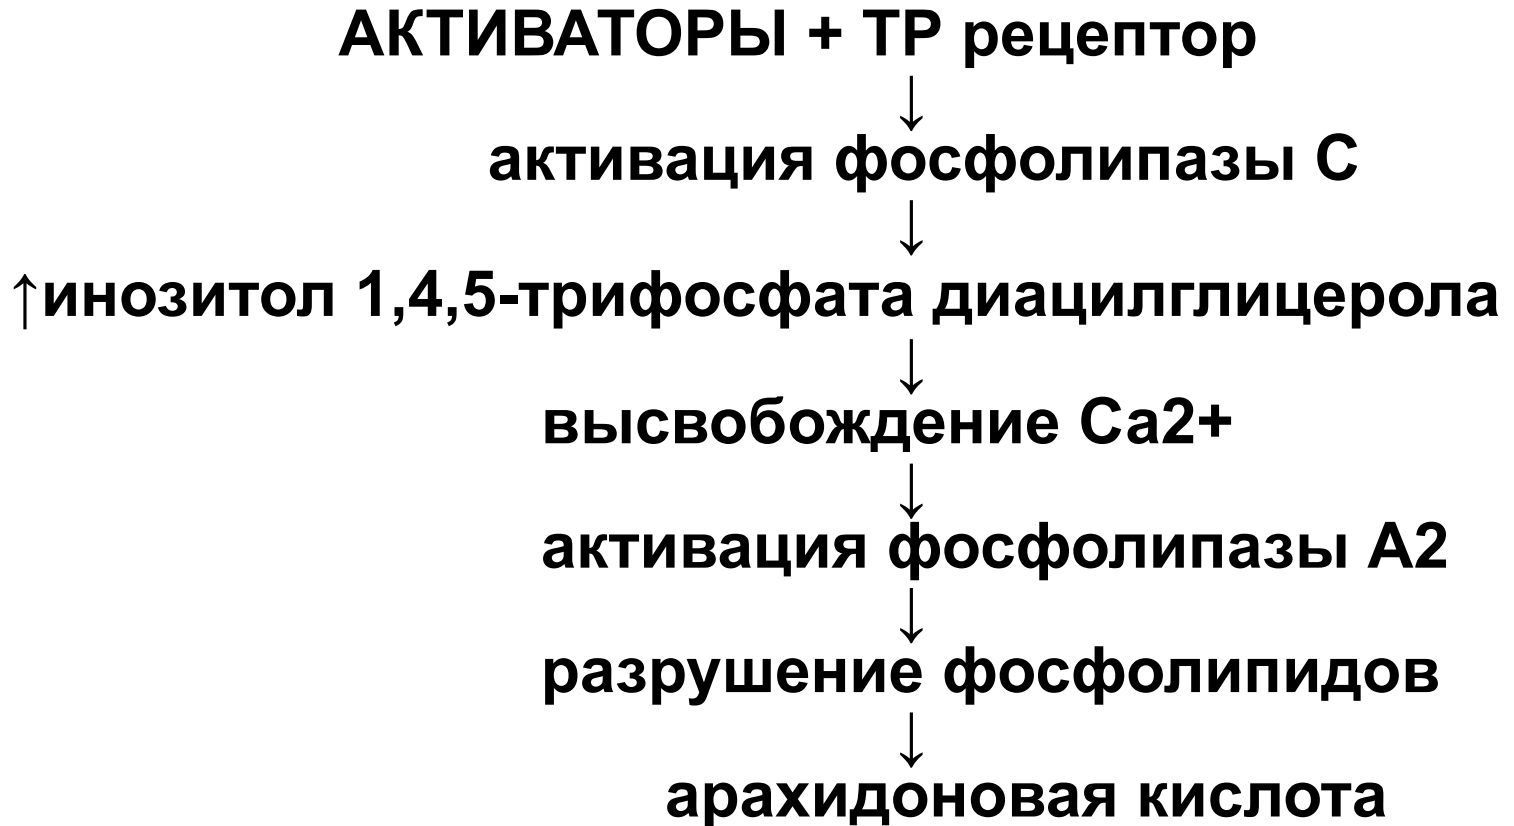 АКТИВАТОРЫ + ТР рецептор
↓
активация фосфолипазы С
↓
↑инозитол 1,4,5-трифосфата диацилглицерола
↓
высвобождение Са2+
↓
активация фосфолипазы А2
↓
разрушение фосфолипидов
↓
арахидоновая кислота